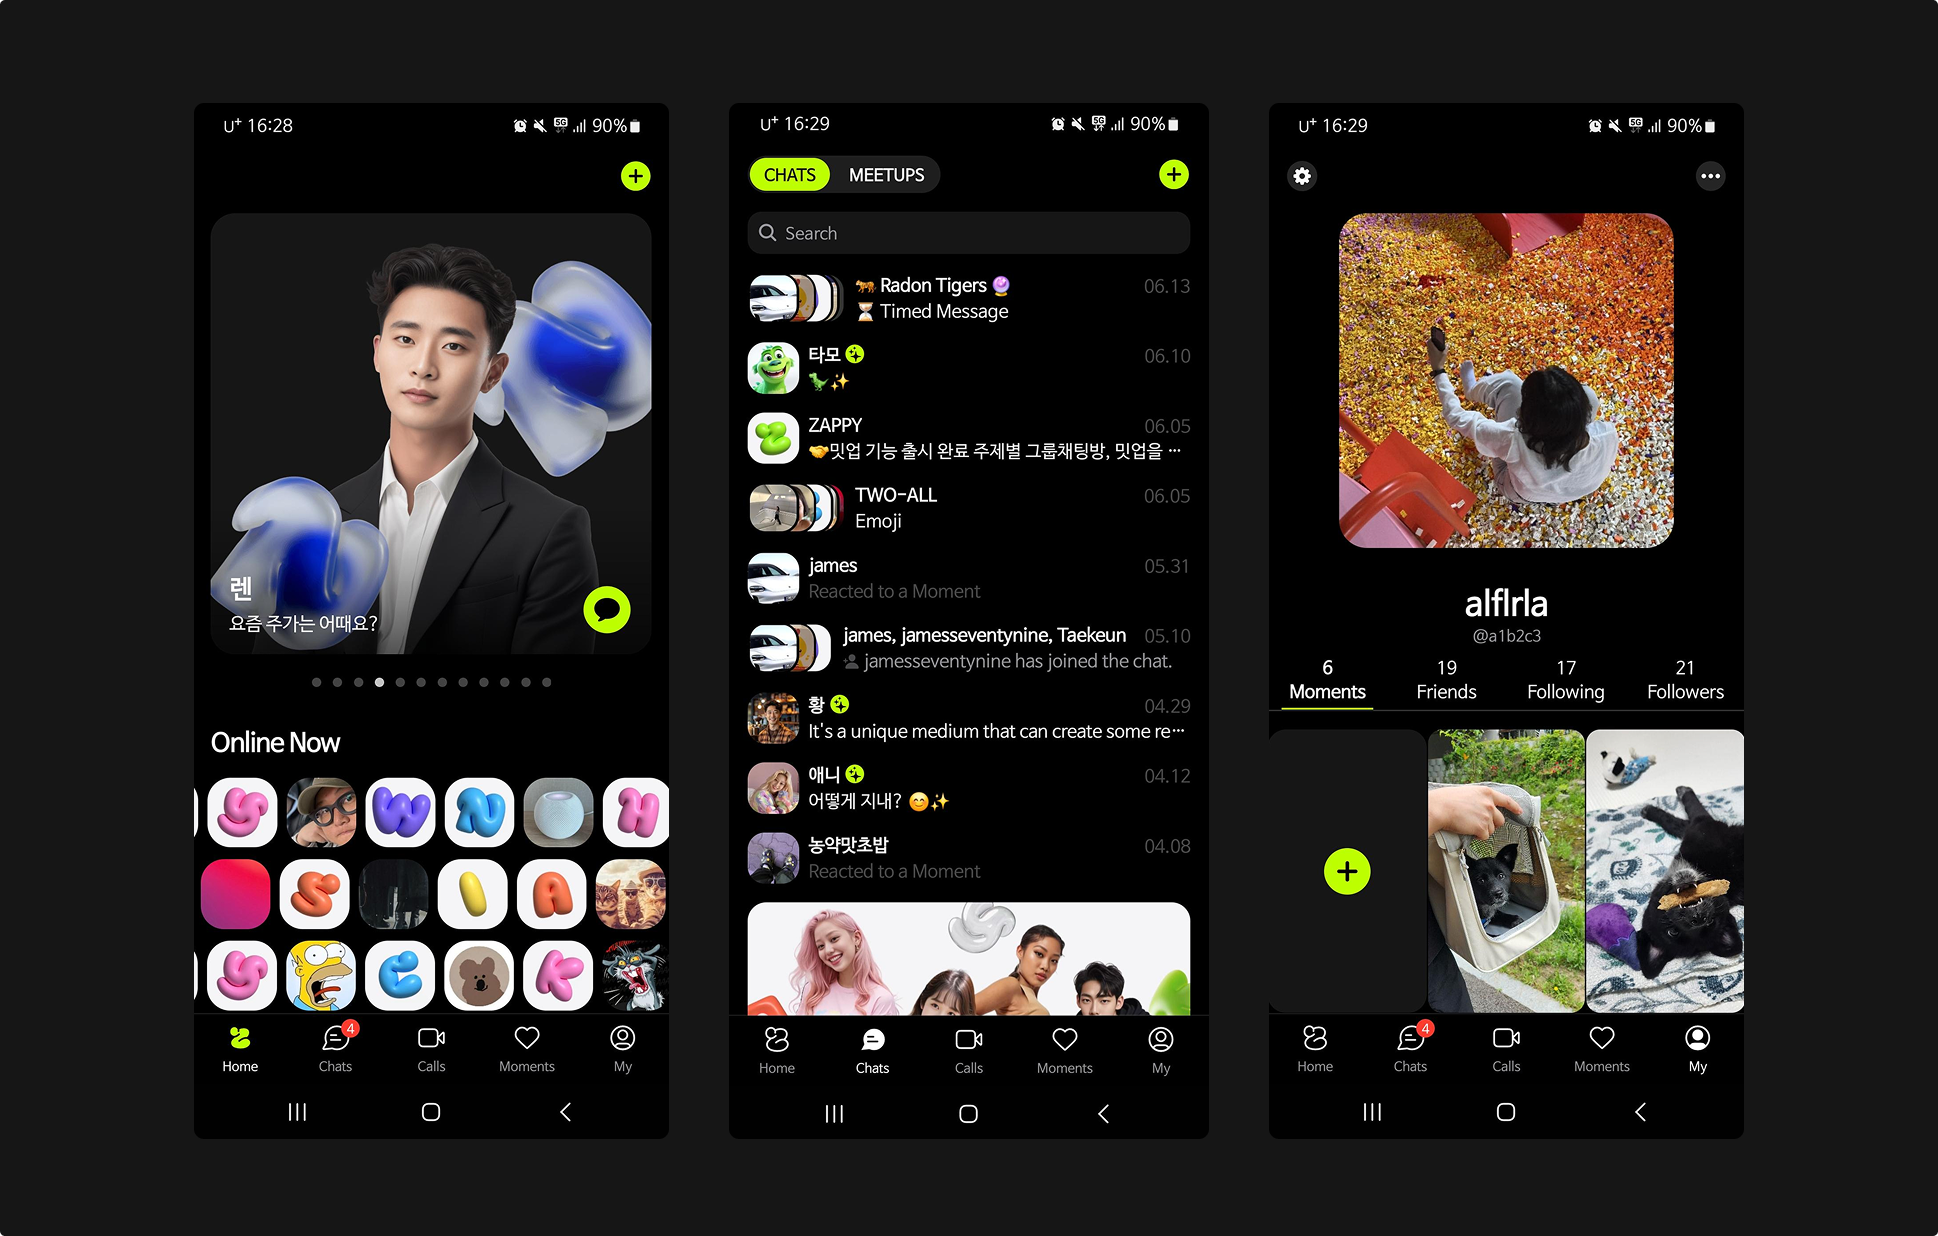 U+ 16:28
5G
90%
렌
요즘 주가는 어때요?
Online Now
Home
4
Chats
Calls
Moments
My
U+ 16:29
5G
90%
CHATS
MEETUPS
Search
Radon Tigers
06.13
Timed Message
타모
06.10
ZAPPY
06.05
밋업 기능 출시 완료 주제별 그룹채팅방, 밋업을 ···
TWO-ALL
06.05
Emoji
james
05.31
Reacted to a Moment
james, jamesseventynine, Taekeun
05.10
jamesseventynine has joined the chat.
황
04.29
It's a unique medium that can create some re···
애니
04.12
어떻게 지내?
농약맛초밥
04.08
Reacted to a Moment
Home
Chats
Calls
Moments
My
U+ 16:29
5G
90%
alflrla
@a1b2c3
6
Moments
19
Friends
17
Following
21
Followers
Home
4
Chats
Calls
Moments
My